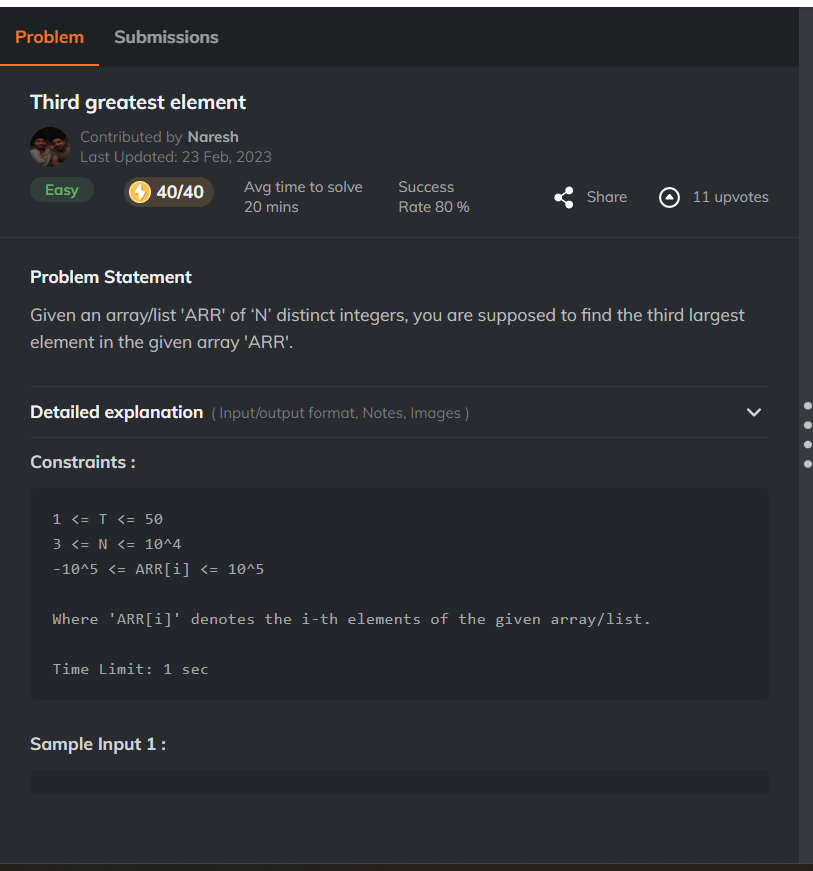 Problem Submissions
Third greatest element
Contributed by Naresh
Last Updated: 23 Feb, 2023
Easy 40/40 Avg time to solve Success Share 11 upvotes
20 mins Rate 80 %
Problem Statement
Given an array/list 'ARR' of ‘N’ distinct integers, you are supposed to find the third largest
element in the given array 'ARR'.
Detailed explanation ( Input/output format, Notes, Images )
Constraints :
1 <= T <= 50
3 <= N <= 10^4
-10^5 <= ARR[i] <= 10^5
Where 'ARR[i]' denotes the i-th elements of the given array/list.
Time Limit: 1 sec
Sample Input 1 :